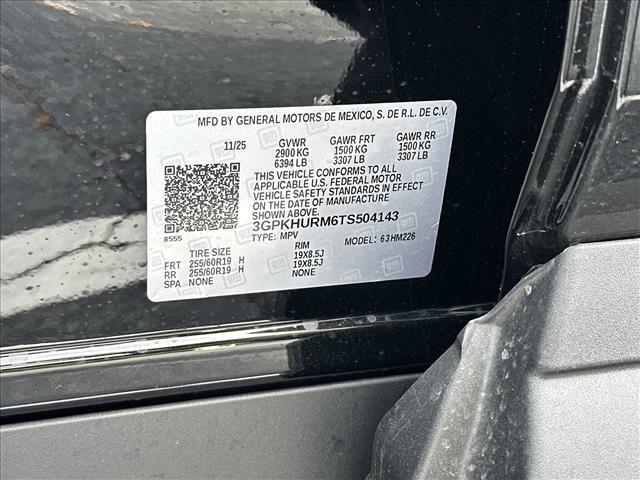 MFD BY GENERAL MOTORS DE MEXICO, S. DE R.L. DE C.V.
11/25 GVWR GAWR FRT GAWR RR
2900 KG 1500 KG 1500 KG
6394 LB 3307 LB 3307 LB
THIS VEHICLE CONFORMS TO ALL
APPLICABLE U.S. FEDERAL MOTOR
VEHICLE SAFETY STANDARDS IN EFFECT
ON THE DATE OF MANUFACTURE
SHOWN ABOVE.
3GPKHURM6TS504143
8555 TYPE: MPV MODEL: 63HM226
TIRE SIZE RIM
FRT 255/60R19 H 19X8.5J
RR 255/60R19 H 19X8.5J
SPA NONE NONE